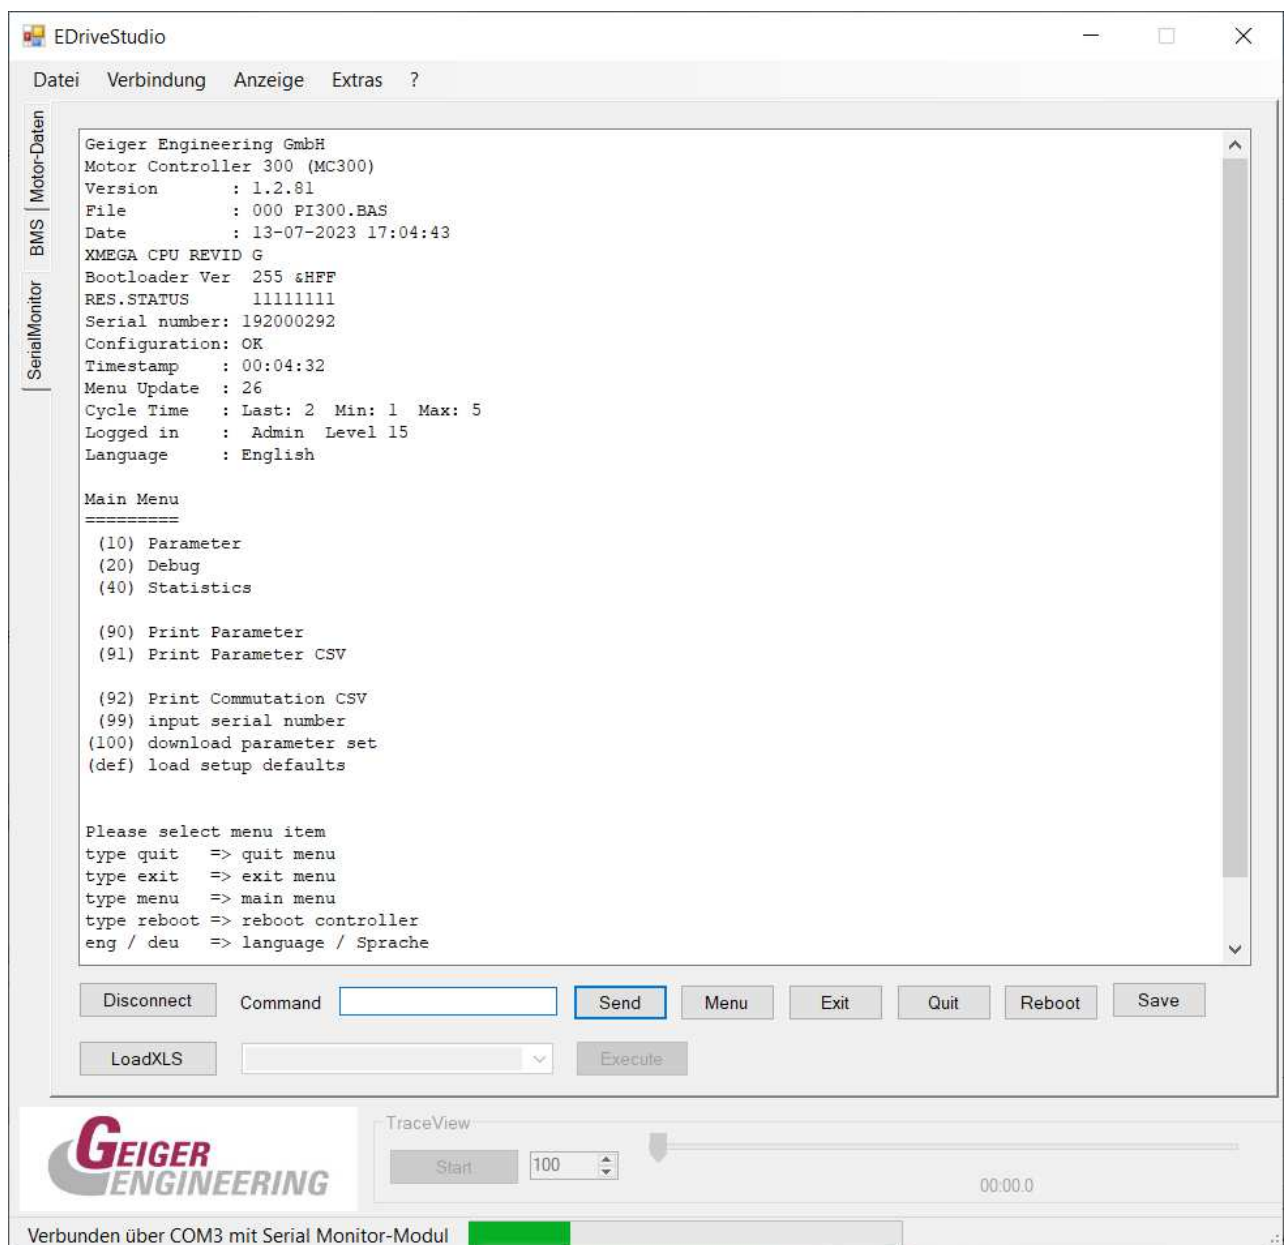 EDriveStudio
Datei Verbindung Anzeige Extras ?
Motor-Daten
BMS
SerialMonitor
Geiger Engineering GmbH
Motor Controller 300 (MC300)
Version : 1.2.81
File : 000 PI300.BAS
Date : 13-07-2023 17:04:43
XMEGA CPU REVID G
Bootloader Ver 255 &HFF
RES.STATUS 11111111
Serial number: 192000292
Configuration: OK
Timestamp : 00:04:32
Menu Update : 26
Cycle Time : Last: 2 Min: 1 Max: 5
Logged in : Admin Level 15
Language : English
Main Menu
=========
(10) Parameter
(20) Debug
(40) Statistics
(90) Print Parameter
(91) Print Parameter CSV
(92) Print Commutation CSV
(99) input serial number
(100) download parameter set
(def) load setup defaults
Please select menu item
type quit => quit menu
type exit => exit menu
type menu => main menu
type reboot => reboot controller
eng / deu => language / Sprache
Disconnect Command Send Menu Exit Quit Reboot Save
LoadXLS Execute
GEIGER
ENGINEERING
TraceView
Start 100
00:00.0
Verbunden über COM3 mit Serial Monitor-Modul